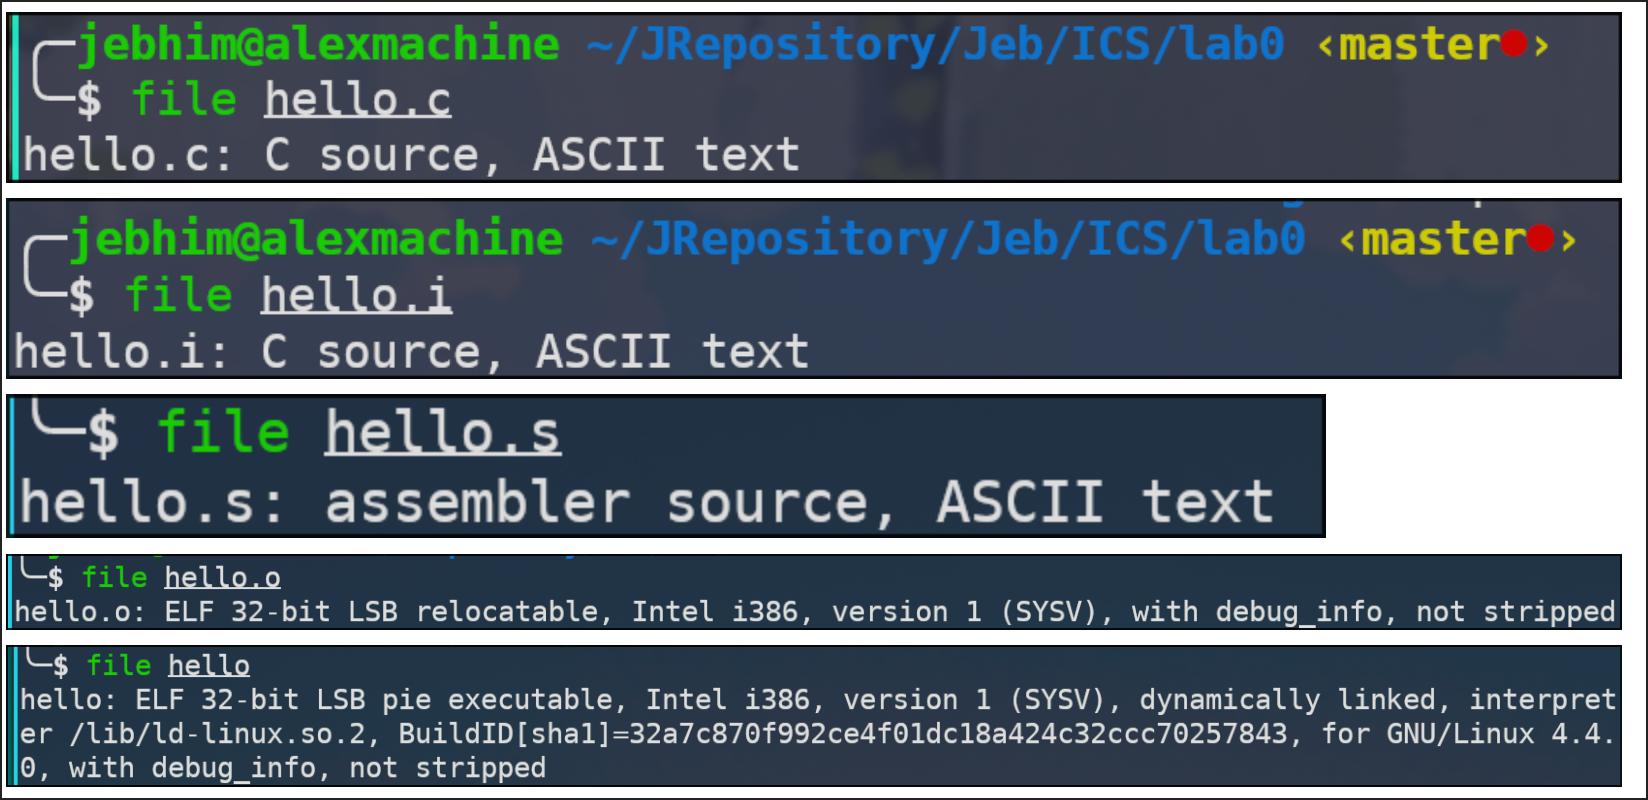 jebhim@alexmachine ~/JRepository/Jeb/ICS/lab0 ‹master●›
$ file hello.c
hello.c: C source, ASCII text
jebhim@alexmachine ~/JRepository/Jeb/ICS/lab0 ‹master●›
$ file hello.i
hello.i: C source, ASCII text
$ file hello.s
hello.s: assembler source, ASCII text
$ file hello.o
hello.o: ELF 32-bit LSB relocatable, Intel i386, version 1 (SYSV), with debug_info, not stripped
$ file hello
hello: ELF 32-bit LSB pie executable, Intel i386, version 1 (SYSV), dynamically linked, interpret
er /lib/ld-linux.so.2, BuildID[sha1]=32a7c870f992ce4f01dc18a424c32ccc70257843, for GNU/Linux 4.4.
0, with debug_info, not stripped